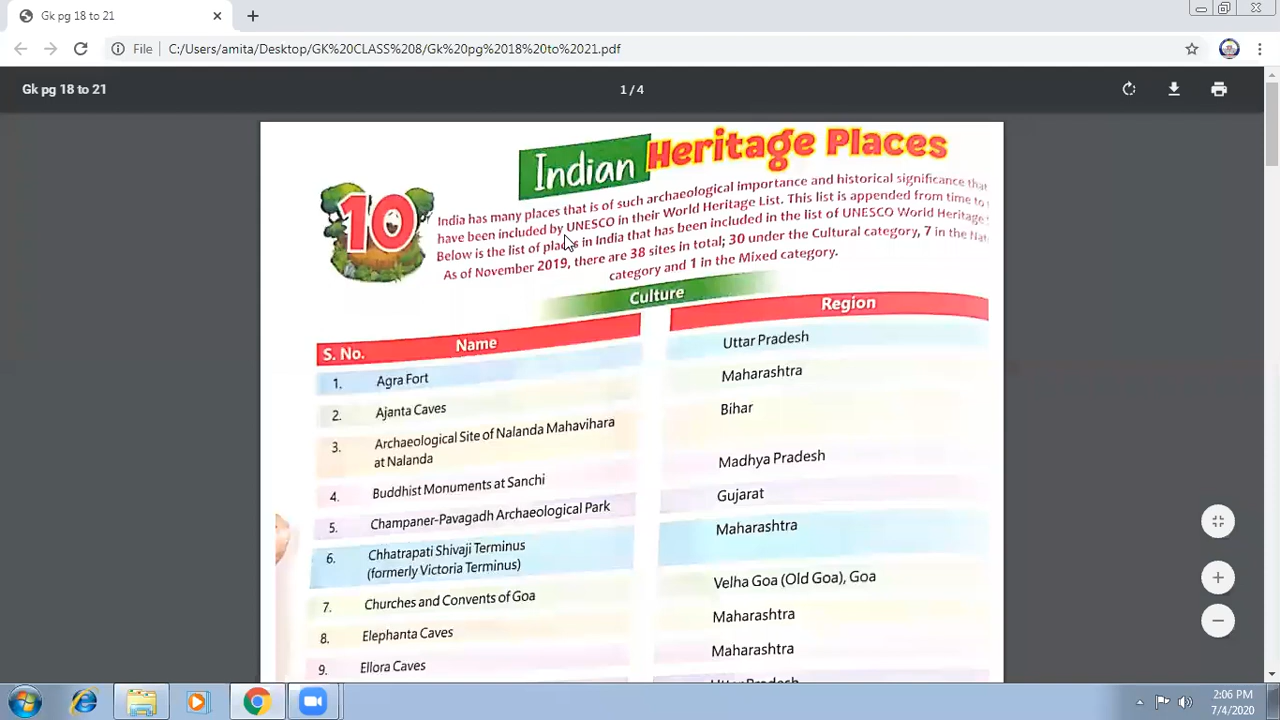 Gk pg 18 to 21
File
C:/Users/amita/Desktop/GK%20CLASS%208/Gk%20pg%2018%20to%2021.pdf
Gk pg 18 to 21
1 / 4
Indian Heritage Places
10
India has many places that is of such archaeological importance and historical significance that
have been included by UNESCO in their World Heritage List. This list is appended from time to
Below is the list of places in India that has been included in the list of UNESCO World Heritage
As of November 2019, there are 38 sites in total; 30 under the Cultural category, 7 in the
category and 1 in the Mixed category.
Culture
S. No. Name Region
1. Agra Fort Uttar Pradesh
2. Ajanta Caves Maharashtra
3. Archaeological Site of Nalanda Mahavihara Bihar
at Nalanda
4. Buddhist Monuments at Sanchi Madhya Pradesh
5. Champaner-Pavagadh Archaeological Park Gujarat
6. Chhatrapati Shivaji Terminus Maharashtra
(formerly Victoria Terminus)
7. Churches and Convents of Goa Velha Goa (Old Goa), Goa
8. Elephanta Caves Maharashtra
9. Ellora Caves Maharashtra
Uttar Pradesh
2:06 PM
7/4/2020